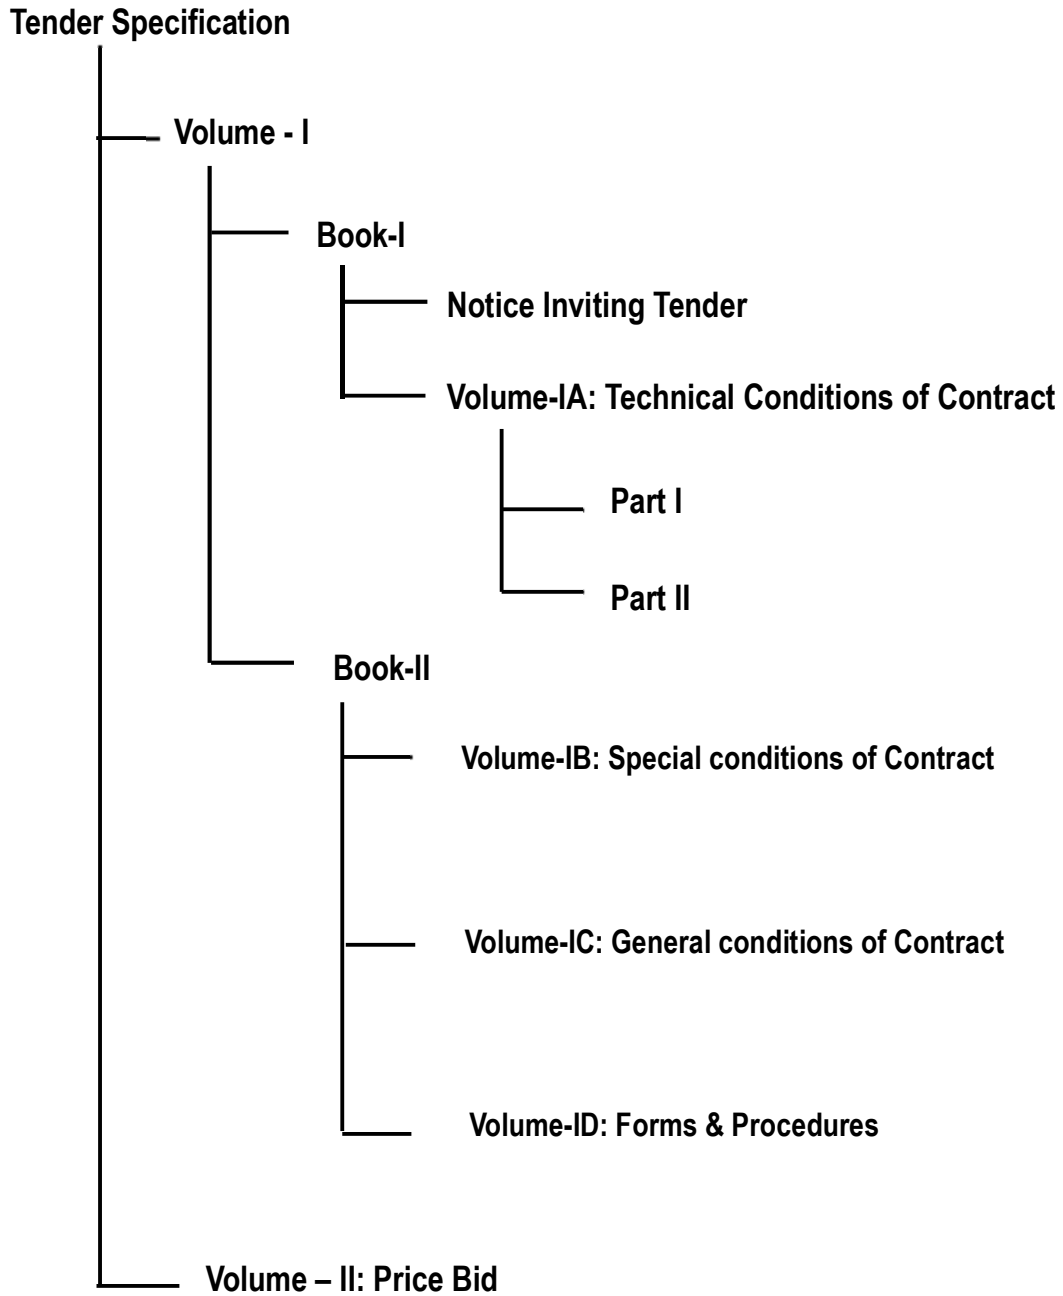 Tender Specification
Volume - I
Book-I
Notice Inviting Tender
Volume-IA: Technical Conditions of Contract
Part I
Part II
Book-II
Volume-IB: Special conditions of Contract
Volume-IC: General conditions of Contract
Volume-ID: Forms & Procedures
Volume – II: Price Bid